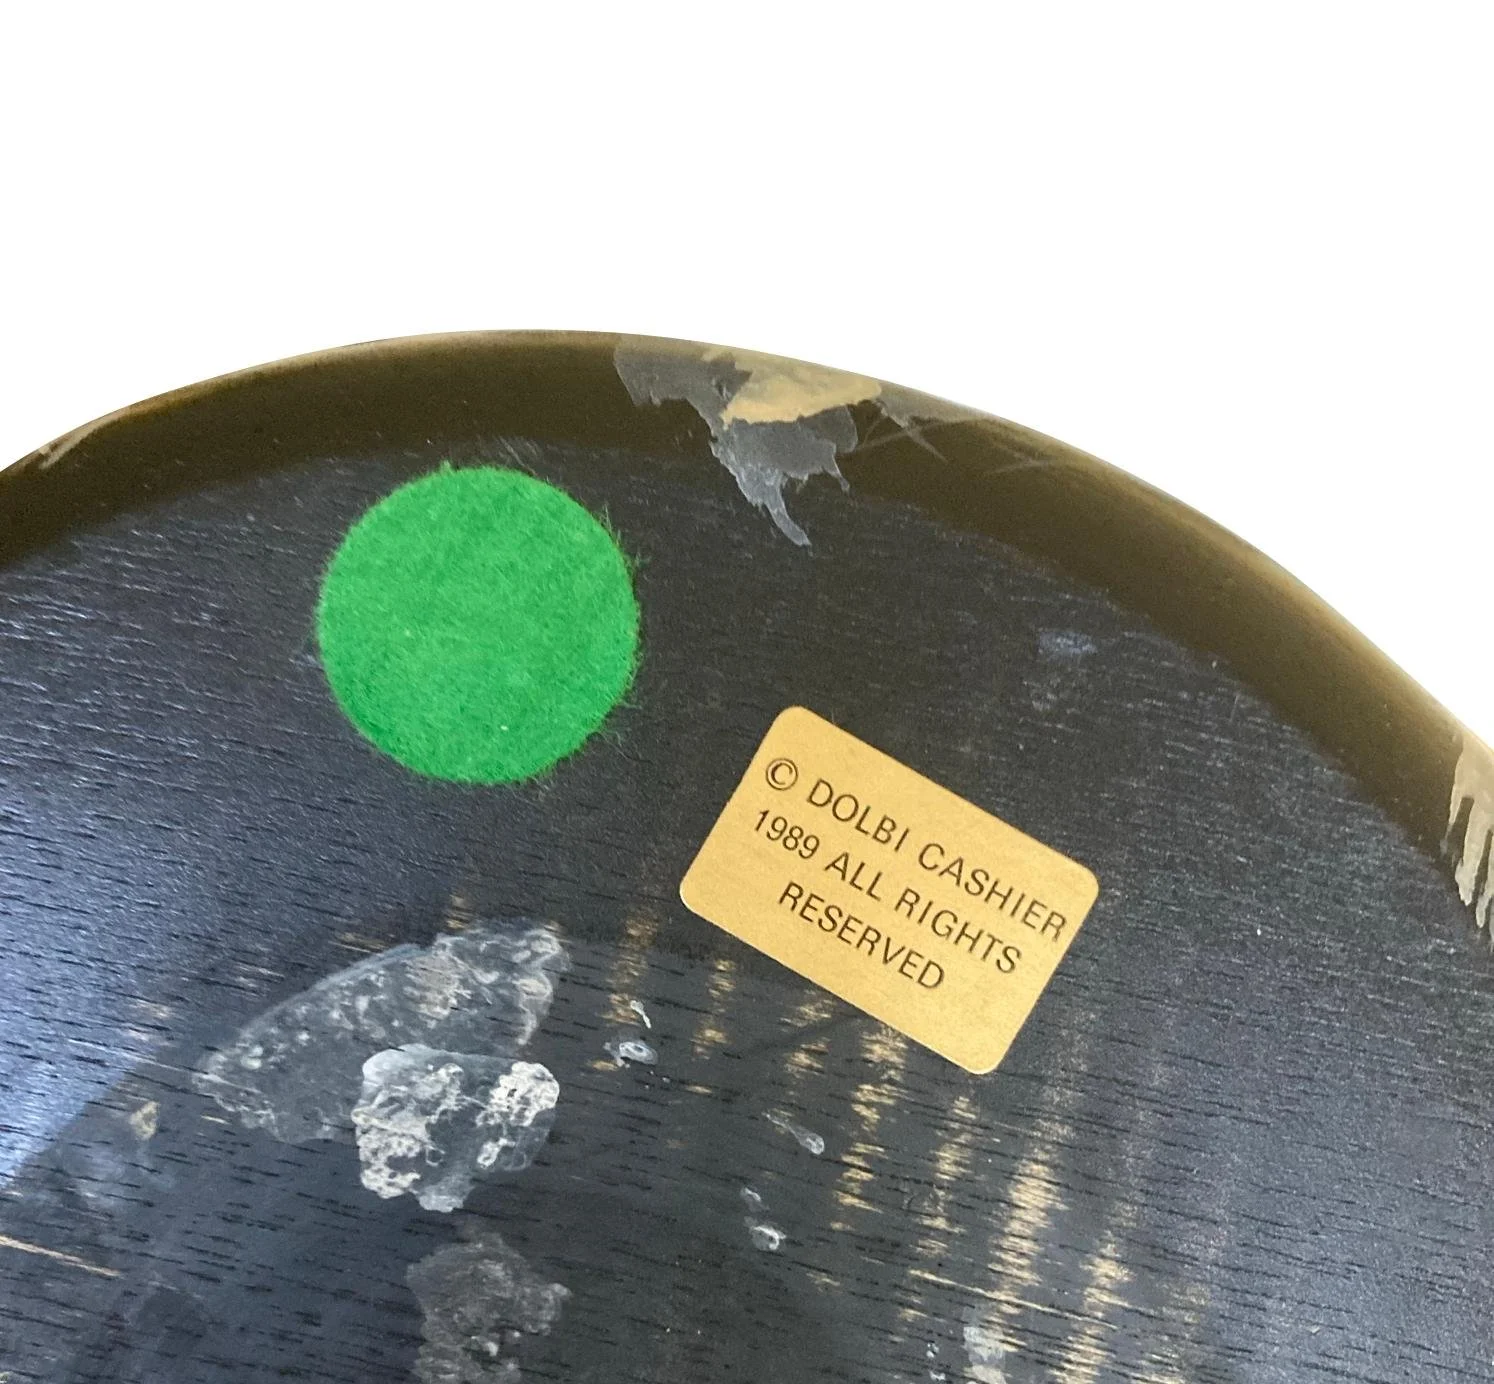 © DOLBI CASHIER
1989 ALL RIGHTS
RESERVED